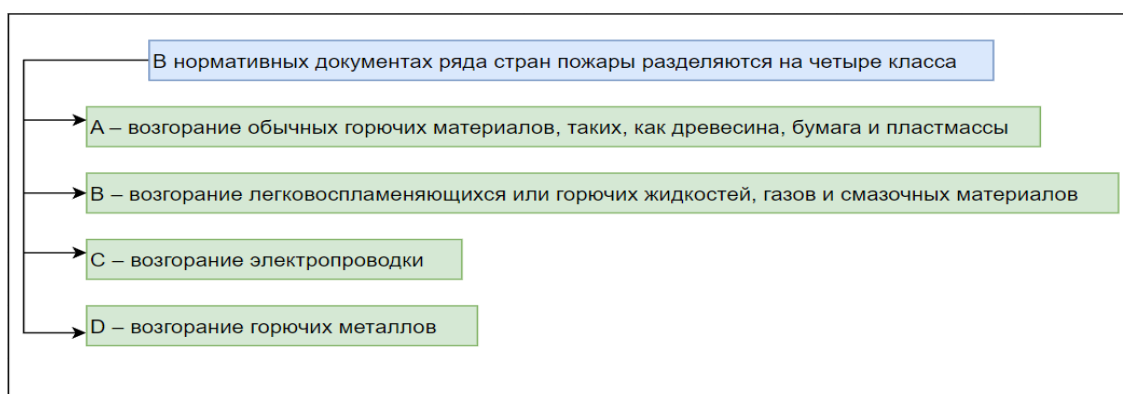 В нормативных документах ряда стран пожары разделяются на четыре класса
A – возгорание обычных горючих материалов, таких, как древесина, бумага и пластмассы
B – возгорание легковоспламеняющихся или горючих жидкостей, газов и смазочных материалов
C – возгорание электропроводки
D – возгорание горючих металлов